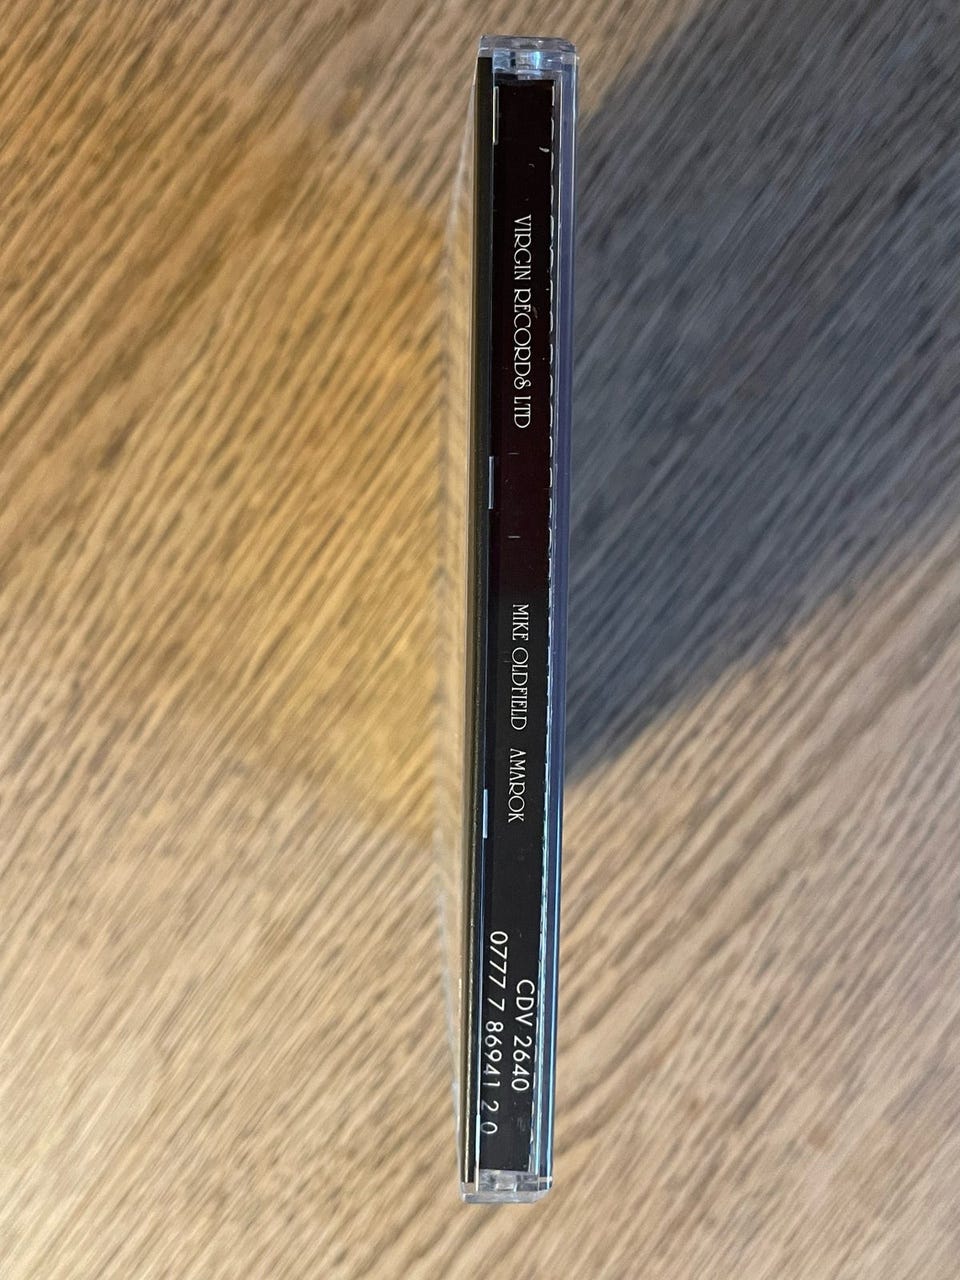 VIRGIN RECORDS LTD
MIKE OLDFIELD AMAROK
CDV 2640
0777 7 86941 2 0